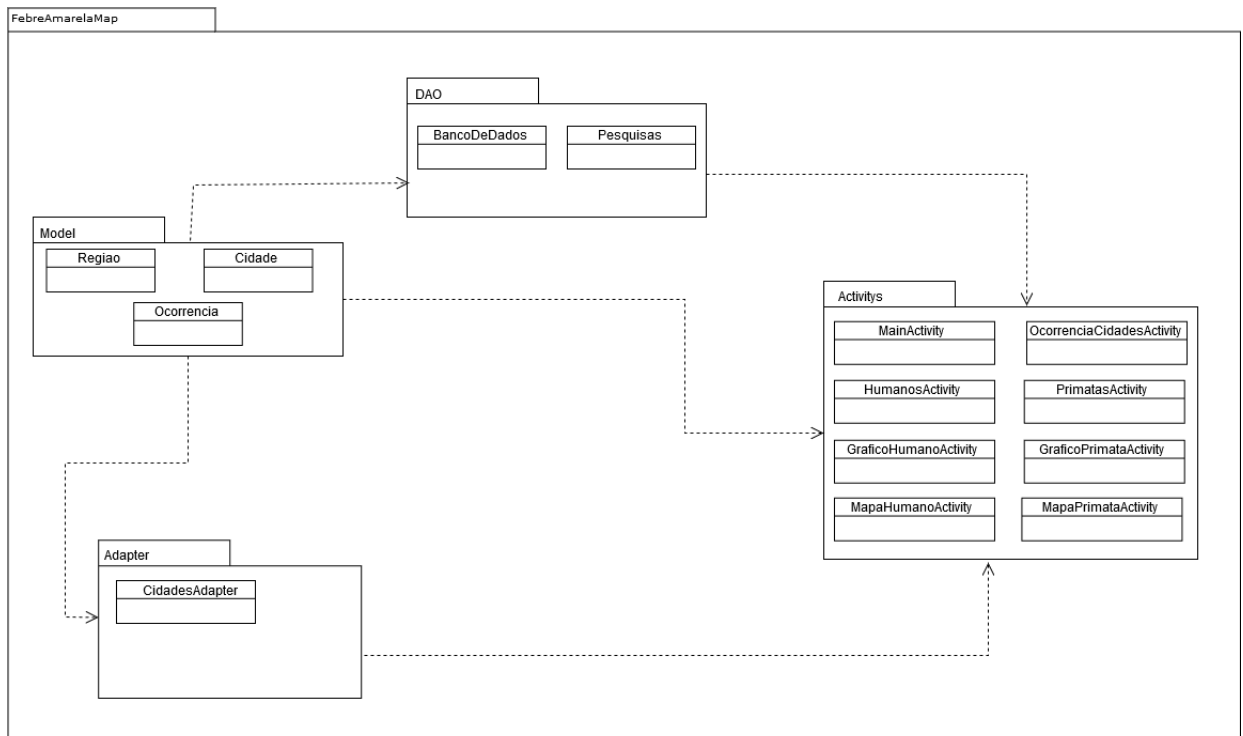 FebreAmarelaMap
DAO
BancoDeDados
Pesquisas
Model
Regiao
Cidade
Ocorrencia
Activitys
MainActivity
OcorrenciaCidadesActivity
HumanosActivity
PrimatasActivity
GraficoHumanoActivity
GraficoPrimataActivity
MapaHumanoActivity
MapaPrimataActivity
Adapter
CidadesAdapter